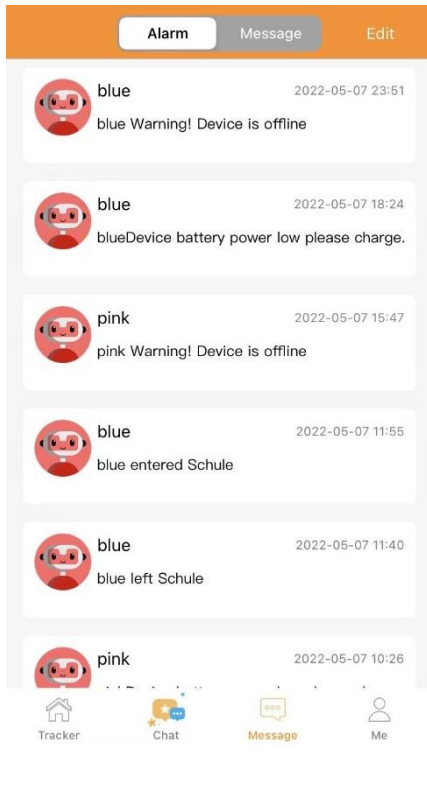 Alarm Message Edit
blue 2022-05-07 23:51
blue Warning! Device is offline
blue 2022-05-07 18:24
blueDevice battery power low please charge.
pink 2022-05-07 15:47
pink Warning! Device is offline
blue 2022-05-07 11:55
blue entered Schule
blue 2022-05-07 11:40
blue left Schule
pink 2022-05-07 10:26
Tracker Chat Message Me